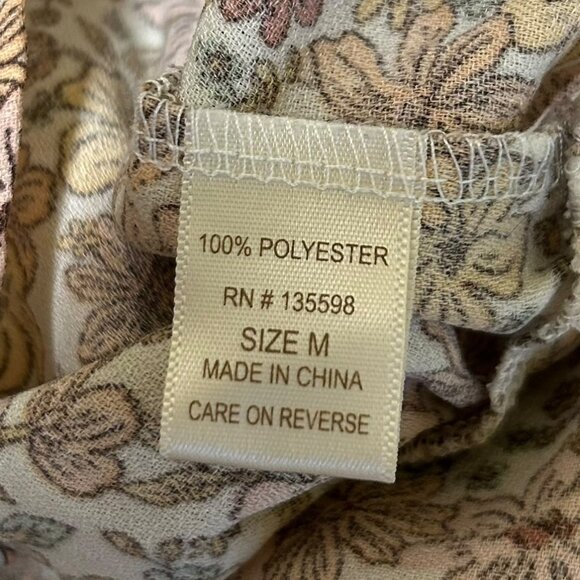 100% POLYESTER
RN # 135598
SIZE M
MADE IN CHINA
CARE ON REVERSE